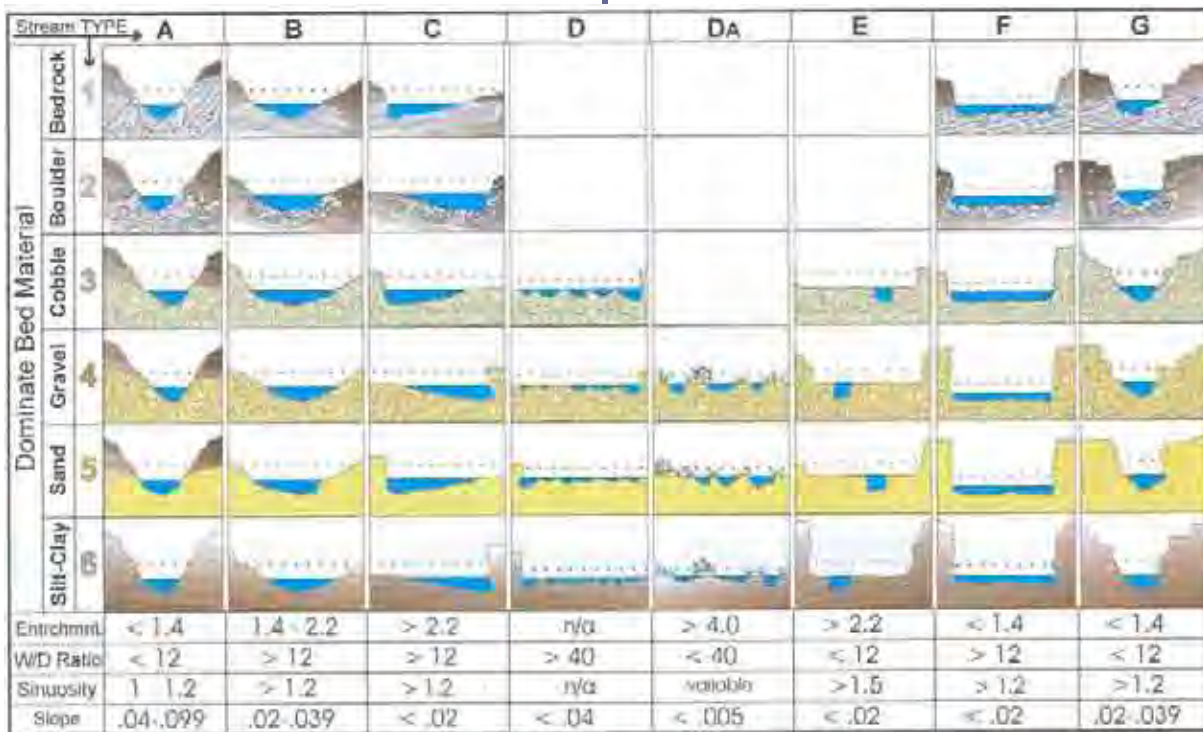 Stream TYPE A B C D DA E F G
Dominate Bed Material
Bedrock 1
Boulder 2
Cobble 3
Gravel 4
Sand 5
Silt-Clay 6
Entrchmnt. < 1.4 1.4 - 2.2 > 2.2 n/a > 4.0 > 2.2 < 1.4 < 1.4
W/D Ratio < 12 > 12 > 12 > 40 < 40 < 12 > 12 < 12
Sinuosity 1 - 1.2 > 1.2 > 1.2 n/a variable > 1.5 > 1.2 > 1.2
Slope .04-.099 .02-.039 < .02 < .04 < .005 < .02 < .02 .02-.039